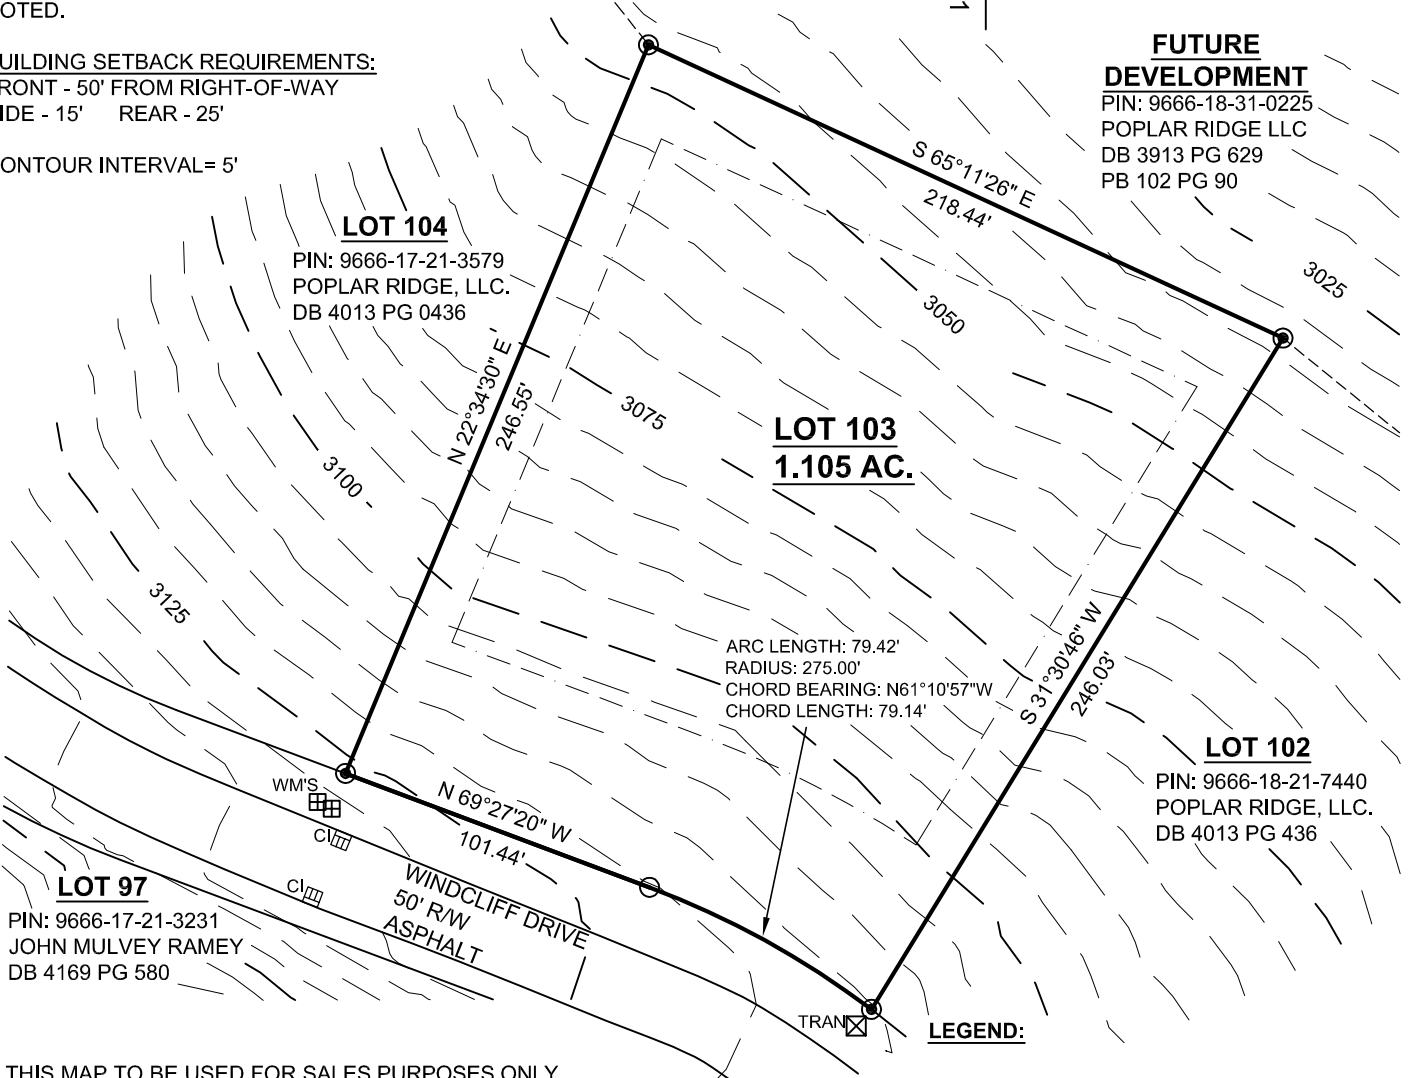 OTED.
UILDING SETBACK REQUIREMENTS:
RONT - 50' FROM RIGHT-OF-WAY
IDE - 15' REAR - 25'
ONTOUR INTERVAL= 5'
1
FUTURE
DEVELOPMENT
PIN: 9666-18-31-0225
POPLAR RIDGE LLC
DB 3913 PG 629
PB 102 PG 90
S 65°11'26" E
218.44'
LOT 104
PIN: 9666-17-21-3579
POPLAR RIDGE, LLC.
DB 4013 PG 0436
3025
3050
N 22°34'30" E
246.55'
3075
LOT 103
1.105 AC.
3100
3125
ARC LENGTH: 79.42'
RADIUS: 275.00'
CHORD BEARING: N61°10'57"W
CHORD LENGTH: 79.14'
S 31°30'46" W
246.03'
LOT 102
PIN: 9666-18-21-7440
POPLAR RIDGE, LLC.
DB 4013 PG 436
WM'S
N 69°27'20" W
101.44'
CI
CI
WINDCLIFF DRIVE
50' R/W
ASPHALT
LOT 97
PIN: 9666-17-21-3231
JOHN MULVEY RAMEY
DB 4169 PG 580
TRAN
LEGEND:
THIS MAP TO BE USED FOR SALES PURPOSES ONLY